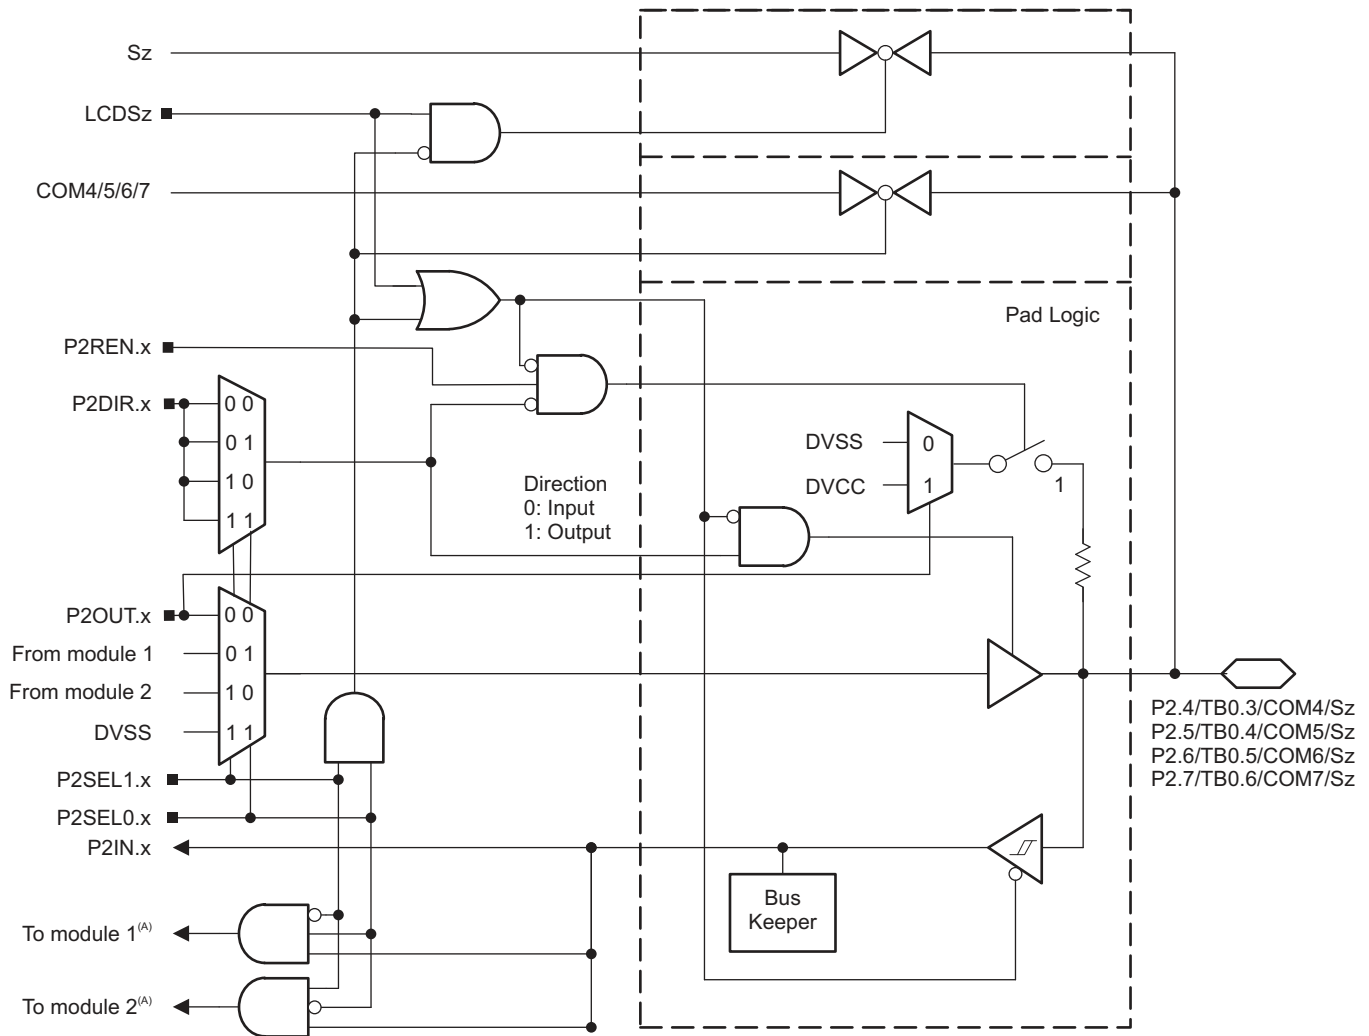 Sz
LCDSz
COM4/5/6/7
Pad Logic
P2REN.x
P2DIR.x
0 0
0 1
1 0
1 1
DVSS
0
DVCC
1
1
Direction
0: Input
1: Output
P2OUT.x
0 0
From module 1
0 1
From module 2
1 0
DVSS
1 1
P2.4/TB0.3/COM4/Sz
P2.5/TB0.4/COM5/Sz
P2.6/TB0.5/COM6/Sz
P2.7/TB0.6/COM7/Sz
P2SEL1.x
P2SEL0.x
P2IN.x
Bus
Keeper
To module 1(A)
To module 2(A)